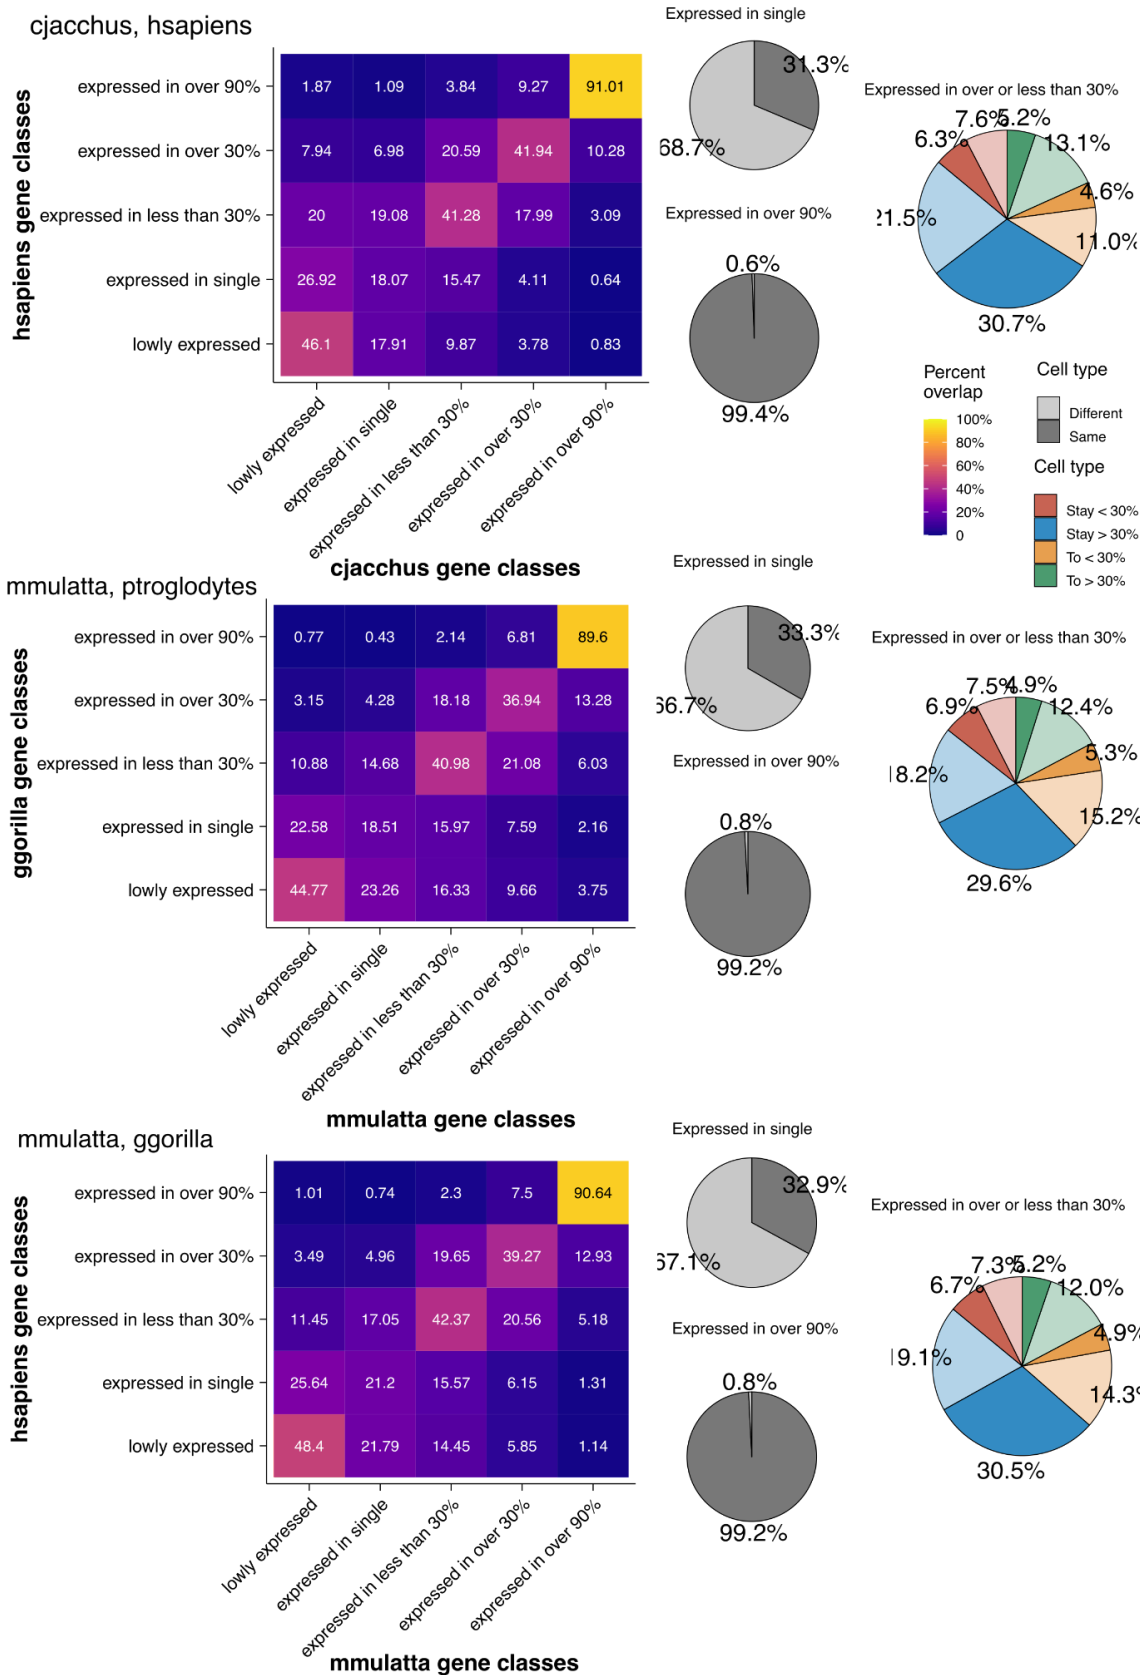 cjacchus, hsapiens
hsapiens gene classes
expressed in over 90%
1.87 1.09 3.84 9.27 91.01
expressed in over 30%
7.94 6.98 20.59 41.94 10.28
expressed in less than 30%
20 19.08 41.28 17.99 3.09
expressed in single
26.92 18.07 15.47 4.11 0.64
lowly expressed
46.1 17.91 9.87 3.78 0.83
lowly expressed
expressed in single
expressed in less than 30%
expressed in over 30%
expressed in over 90%
cjacchus gene classes
Expressed in single
31.3%
68.7%
Expressed in over 90%
0.6%
99.4%
Expressed in over or less than 30%
7.6% 5.2%
6.3% 13.1%
4.6%
21.5%
11.0%
30.7%
Percent
overlap
100%
80%
60%
40%
20%
0
Cell type
Different
Same
Cell type
Stay < 30%
Stay > 30%
To < 30%
To > 30%
mmulatta, ptroglodytes
ggorilla gene classes
expressed in over 90%
0.77 0.43 2.14 6.81 89.6
expressed in over 30%
3.15 4.28 18.18 36.94 13.28
expressed in less than 30%
10.88 14.68 40.98 21.08 6.03
expressed in single
22.58 18.51 15.97 7.59 2.16
lowly expressed
44.77 23.26 16.33 9.66 3.75
lowly expressed
expressed in single
expressed in less than 30%
expressed in over 30%
expressed in over 90%
mmulatta gene classes
Expressed in single
33.3%
66.7%
Expressed in over 90%
0.8%
99.2%
Expressed in over or less than 30%
7.5% 4.9%
6.9% 12.4%
5.3%
18.2%
15.2%
29.6%
mmulatta, ggorilla
hsapiens gene classes
expressed in over 90%
1.01 0.74 2.3 7.5 90.64
expressed in over 30%
3.49 4.96 19.65 39.27 12.93
expressed in less than 30%
11.45 17.05 42.37 20.56 5.18
expressed in single
25.64 21.2 15.57 6.15 1.31
lowly expressed
48.4 21.79 14.45 5.85 1.14
lowly expressed
expressed in single
expressed in less than 30%
expressed in over 30%
expressed in over 90%
mmulatta gene classes
Expressed in single
32.9%
67.1%
Expressed in over 90%
0.8%
99.2%
Expressed in over or less than 30%
7.3% 5.2%
6.7% 12.0%
4.9%
19.1%
14.3%
30.5%